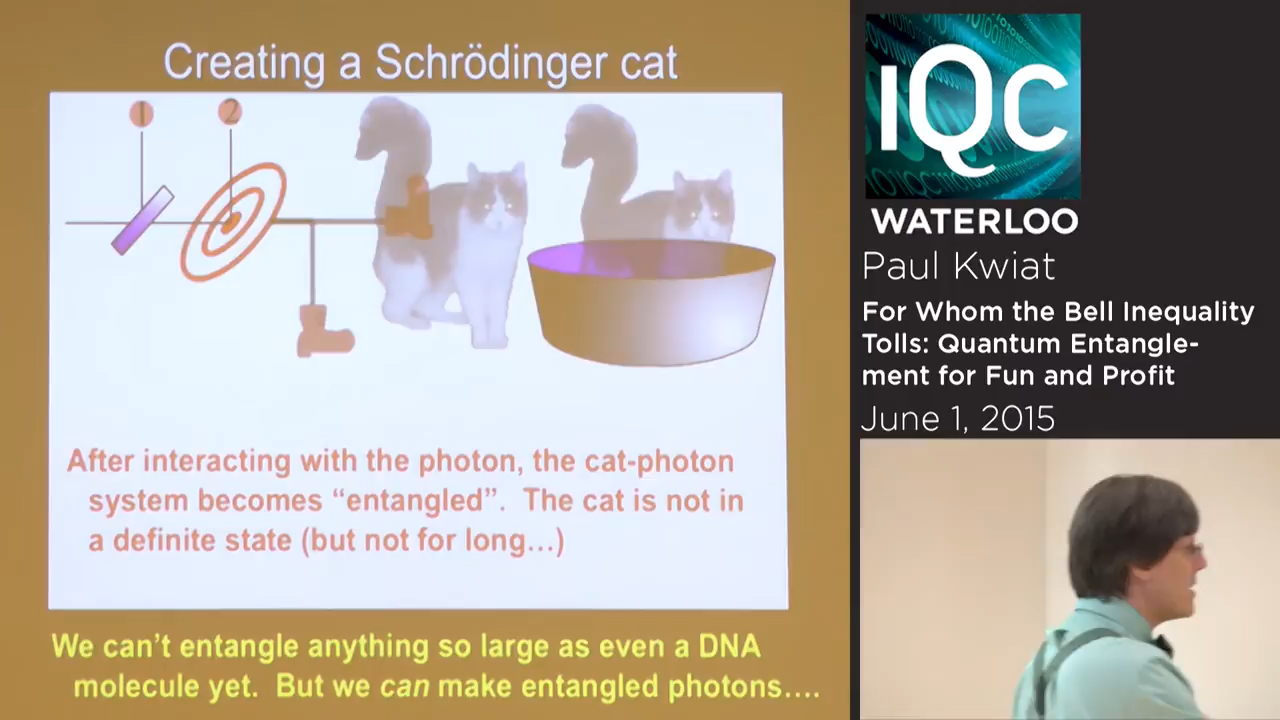 Creating a Schrödinger cat
1
2
After interacting with the photon, the cat-photon
system becomes “entangled”. The cat is not in
a definite state (but not for long…)
We can’t entangle anything so large as even a DNA
molecule yet. But we can make entangled photons….
IQC
WATERLOO
Paul Kwiat
For Whom the Bell Inequality
Tolls: Quantum Entangle-
ment for Fun and Profit
June 1, 2015